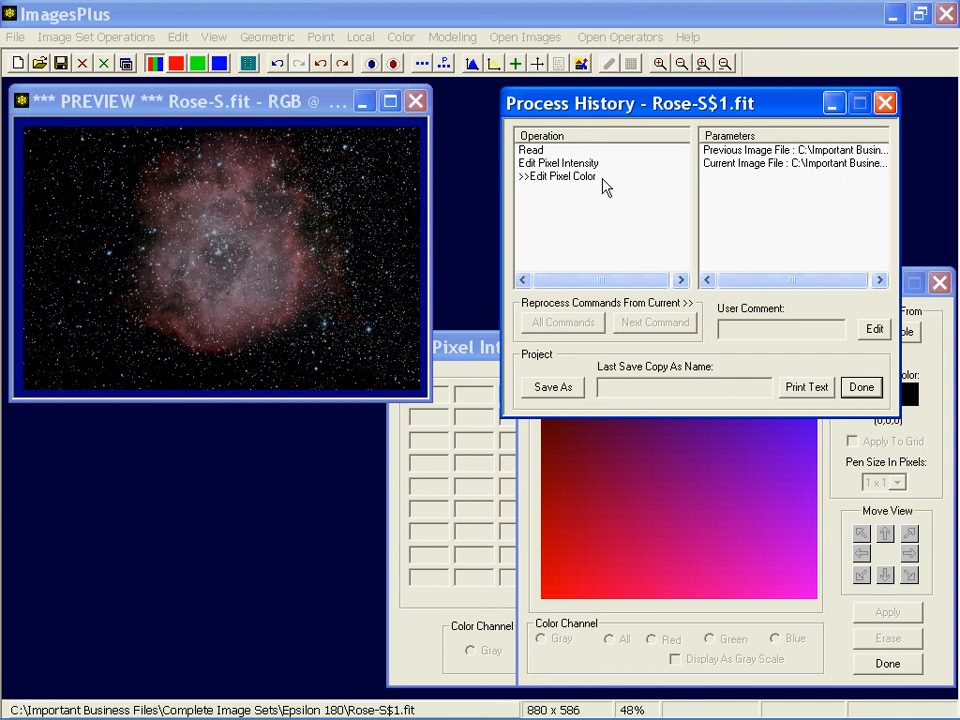 ImagesPlus
File Image Set Operations Edit View Geometric Point Local Color Modeling Open Images Open Operators Help
*** PREVIEW *** Rose-S.fit - RGB @ ...
Process History - Rose-S$1.fit
Operation
Read
Edit Pixel Intensity
>>Edit Pixel Color
Parameters
Previous Image File : C:\Important Busin...
Current Image File : C:\Important Busine...
Reprocess Commands From Current >>
All Commands
Next Command
User Comment:
Edit
Project
Last Save Copy As Name:
Save As
Print Text
Done
Pixel Int
From
ole
olor:
(0,0,0)
Apply To Grid
Pen Size In Pixels:
1 x 1
Move View
Apply
Erase
Done
Color Channel
Gray
Color Channel
Gray All Red Green Blue
Display As Gray Scale
C:\Important Business Files\Complete Image Sets\Epsilon 180\Rose-S$1.fit
880 x 586
48%